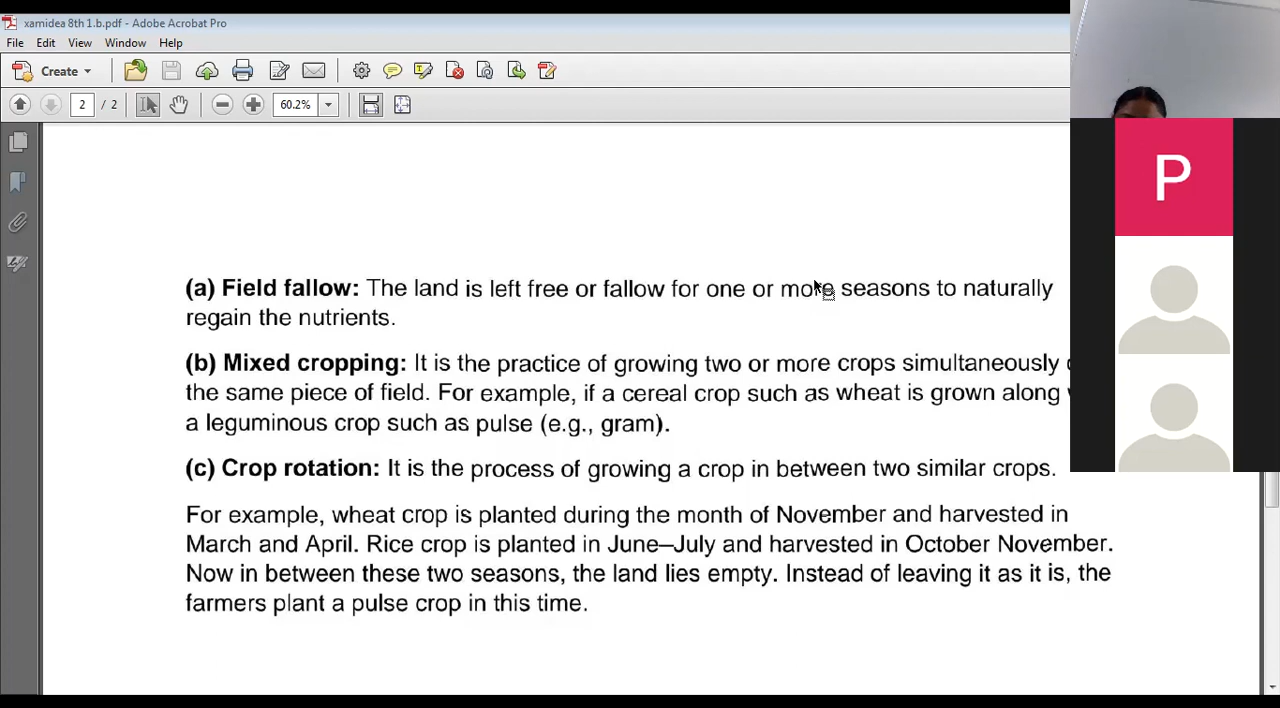 xamidea 8th 1.b.pdf - Adobe Acrobat Pro
File Edit View Window Help
Create
2 / 2 60.2%
P
(a) Field fallow: The land is left free or fallow for one or more seasons to naturally
regain the nutrients.
(b) Mixed cropping: It is the practice of growing two or more crops simultaneously
the same piece of field. For example, if a cereal crop such as wheat is grown along
a leguminous crop such as pulse (e.g., gram).
(c) Crop rotation: It is the process of growing a crop in between two similar crops.
For example, wheat crop is planted during the month of November and harvested in
March and April. Rice crop is planted in June–July and harvested in October November.
Now in between these two seasons, the land lies empty. Instead of leaving it as it is, the
farmers plant a pulse crop in this time.